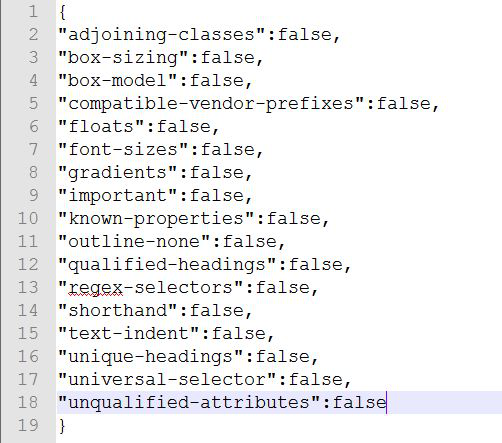 1 {
2 "adjoining-classes":false,
3 "box-sizing":false,
4 "box-model":false,
5 "compatible-vendor-prefixes":false,
6 "floats":false,
7 "font-sizes":false,
8 "gradients":false,
9 "important":false,
10 "known-properties":false,
11 "outline-none":false,
12 "qualified-headings":false,
13 "regex-selectors":false,
14 "shorthand":false,
15 "text-indent":false,
16 "unique-headings":false,
17 "universal-selector":false,
18 "unqualified-attributes":false
19 }